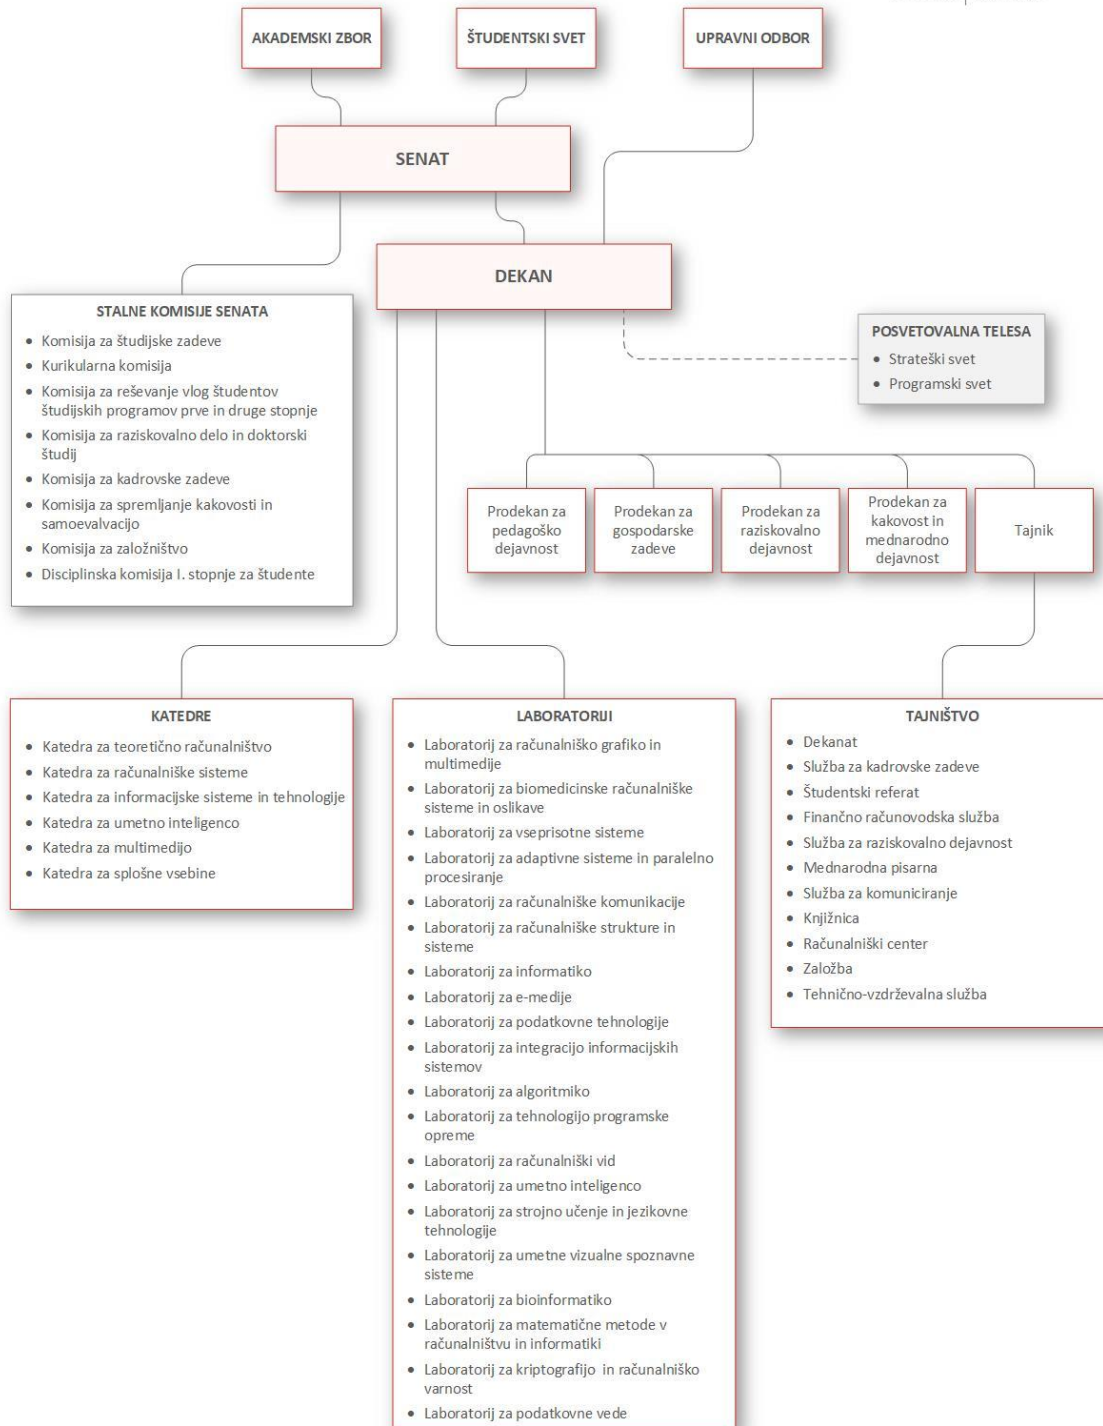 AKADEMSKI ZBOR
ŠTUDENTSKI SVET
UPRAVNI ODBOR
SENAT
DEKAN
STALNE KOMISIJE SENATA
• Komisija za študijske zadeve
• Kurikularna komisija
• Komisija za reševanje vlog študentov
študijskih programov prve in druge stopnje
• Komisija za raziskovalno delo in doktorski
študij
• Komisija za kadrovske zadeve
• Komisija za spremljanje kakovosti in
samoevalvacijo
• Komisija za založništvo
• Disciplinska komisija I. stopnje za študente
POSVETOVALNA TELESA
• Strateški svet
• Programski svet
Prodekan za
pedagoško
dejavnost
Prodekan za
gospodarske
zadeve
Prodekan za
raziskovalno
dejavnost
Prodekan za
kakovost in
mednarodno
dejavnost
Tajnik
KATEDRE
• Katedra za teoretično računalništvo
• Katedra za računalniške sisteme
• Katedra za informacijske sisteme in tehnologije
• Katedra za umetno inteligenco
• Katedra za multimedijo
• Katedra za splošne vsebine
LABORATORIJI
• Laboratorij za računalniško grafiko in
multimedije
• Laboratorij za biomedicinske računalniške
sisteme in oslikave
• Laboratorij za vseprisotne sisteme
• Laboratorij za adaptivne sisteme in paralelno
procesiranje
• Laboratorij za računalniške komunikacije
• Laboratorij za računalniške strukture in
sisteme
• Laboratorij za informatiko
• Laboratorij za e-medije
• Laboratorij za podatkovne tehnologije
• Laboratorij za integracijo informacijskih
sistemov
• Laboratorij za algoritmiko
• Laboratorij za tehnologijo programske
opreme
• Laboratorij za računalniški vid
• Laboratorij za umetno inteligenco
• Laboratorij za strojno učenje in jezikovne
tehnologije
• Laboratorij za umetne vizualne spoznavne
sisteme
• Laboratorij za bioinformatiko
• Laboratorij za matematične metode v
računalništvu in informatiki
• Laboratorij za kriptografijo in računalniško
varnost
• Laboratorij za podatkovne vede
TAJNIŠTVO
• Dekanat
• Služba za kadrovske zadeve
• Študentski referat
• Finančno računovodska služba
• Služba za raziskovalno dejavnost
• Mednarodna pisarna
• Služba za komuniciranje
• Knjižnica
• Računalniški center
• Založba
• Tehnično-vzdrževalna služba